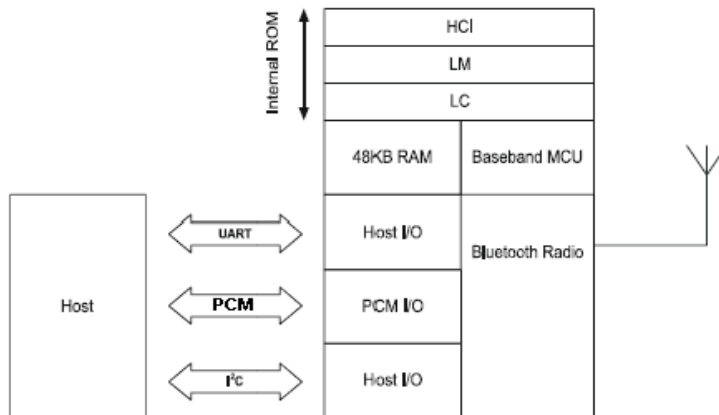 Internal ROM
HCI
LM
LC
48KB RAM
Baseband MCU
Host
UART
Host I/O
Bluetooth Radio
PCM
PCM I/O
I²C
Host I/O